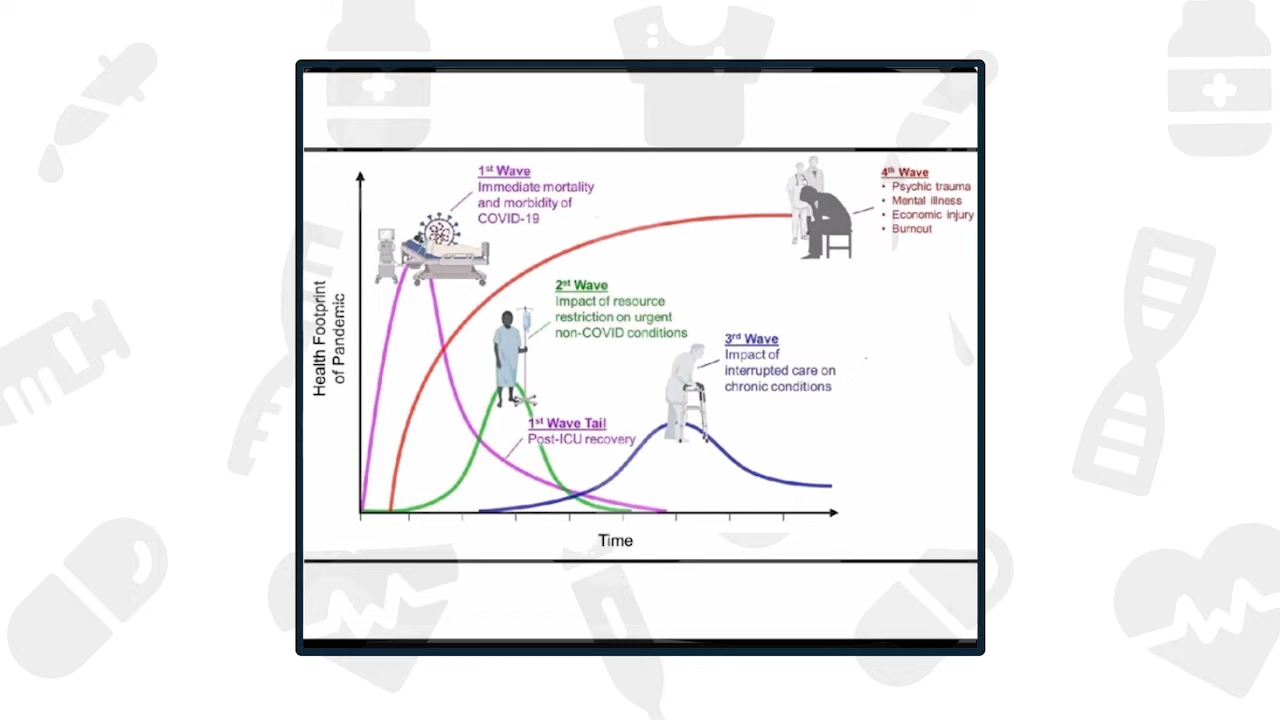 1st Wave
Immediate mortality
and morbidity of
COVID-19
4th Wave
• Psychic trauma
• Mental illness
• Economic injury
• Burnout
2st Wave
Impact of resource
restriction on urgent
non-COVID conditions
3rd Wave
Impact of
interrupted care on
chronic conditions
1st Wave Tail
Post-ICU recovery
Health Footprint
of Pandemic
Time